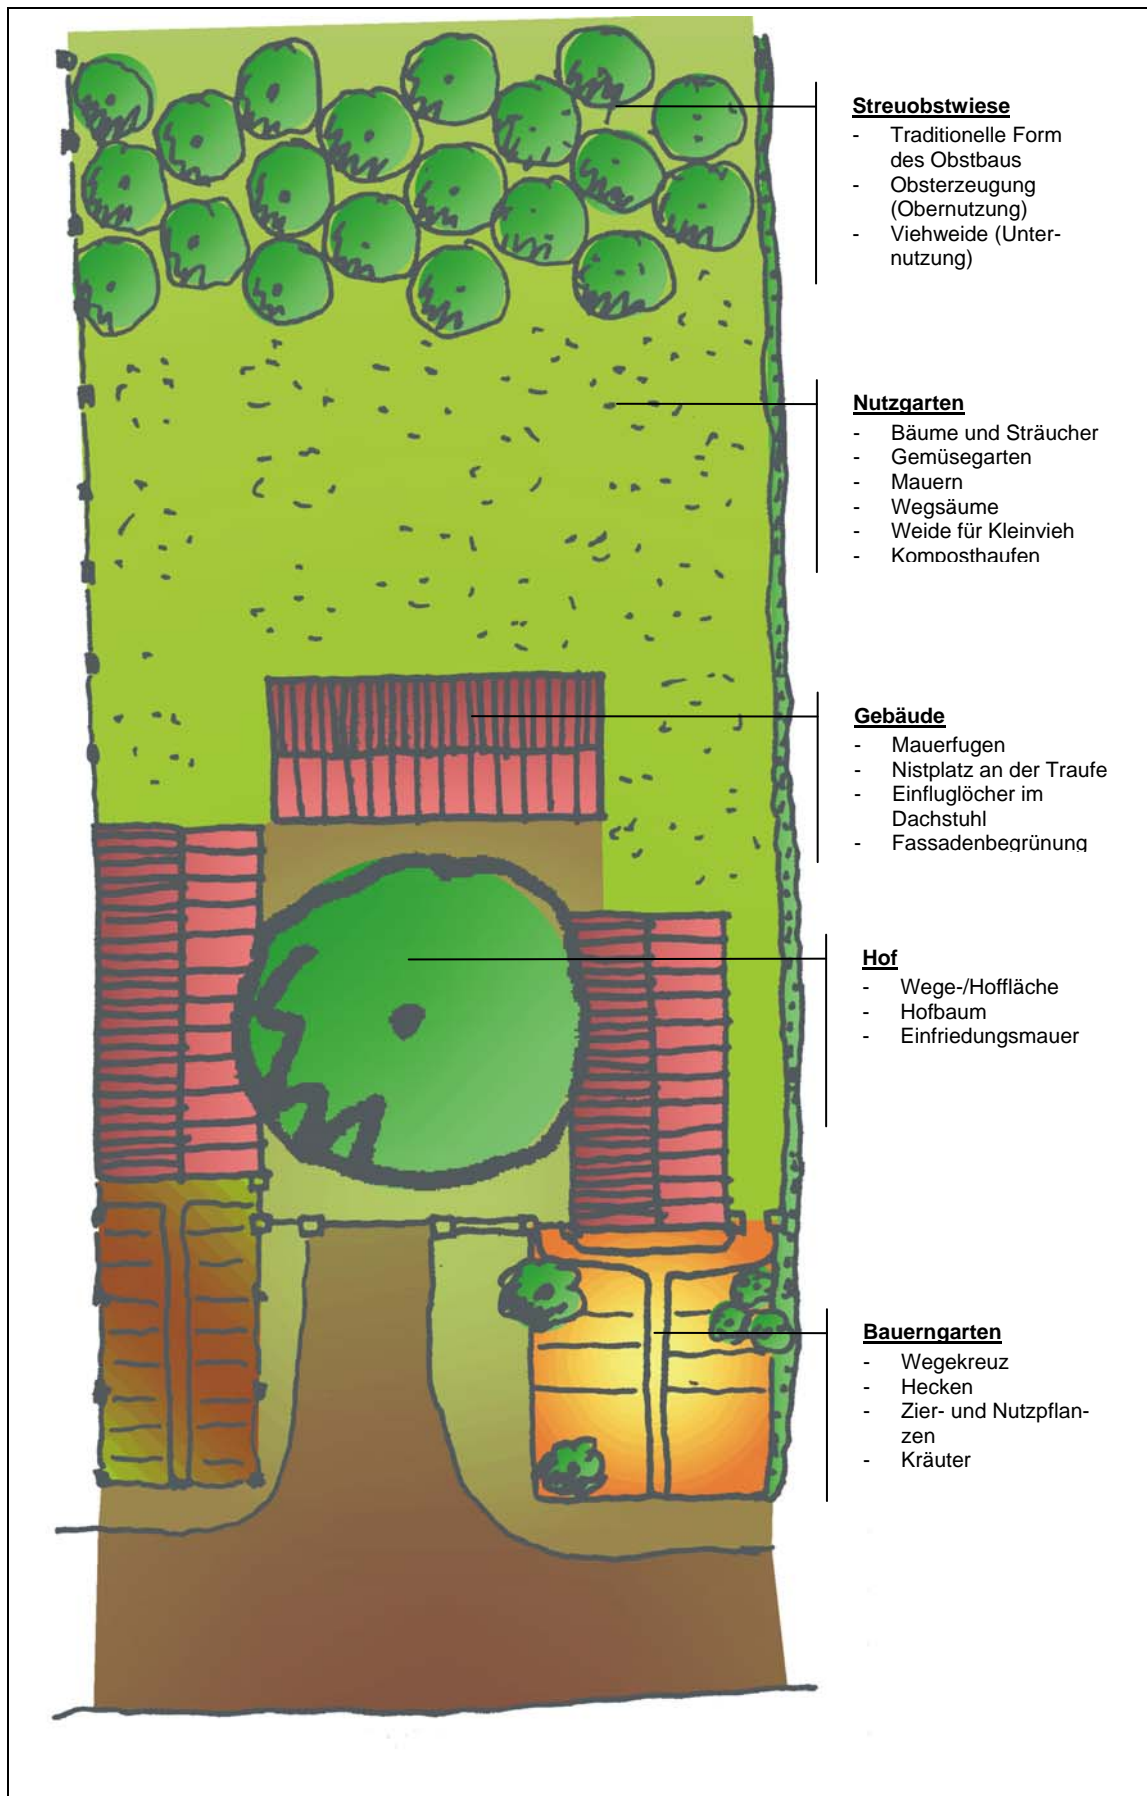 Streuobstwiese
- Traditionelle Form
des Obstbaus
- Obsterzeugung
(Obernutzung)
- Viehweide (Unter-
nutzung)
Nutzgarten
- Bäume und Sträucher
- Gemüsegarten
- Mauern
- Wegsäume
- Weide für Kleinvieh
- Komposthaufen
Gebäude
- Mauerfugen
- Nistplatz an der Traufe
- Einfluglöcher im
Dachstuhl
- Fassadenbegrünung
Hof
- Wege-/Hoffläche
- Hofbaum
- Einfriedungsmauer
Bauerngarten
- Wegekreuz
- Hecken
- Zier- und Nutzpflan-
zen
- Kräuter